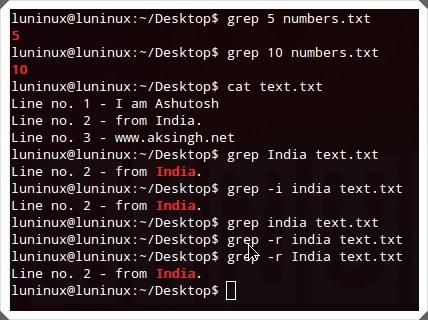 luninux@luninux:~/Desktop$ grep 5 numbers.txt
5
luninux@luninux:~/Desktop$ grep 10 numbers.txt
10
luninux@luninux:~/Desktop$ cat text.txt
Line no. 1 - I am Ashutosh
Line no. 2 - from India.
Line no. 3 - www.aksingh.net
luninux@luninux:~/Desktop$ grep India text.txt
Line no. 2 - from India.
luninux@luninux:~/Desktop$ grep -i india text.txt
Line no. 2 - from India.
luninux@luninux:~/Desktop$ grep india text.txt
luninux@luninux:~/Desktop$ grep -r india text.txt
luninux@luninux:~/Desktop$ grep -r India text.txt
Line no. 2 - from India.
luninux@luninux:~/Desktop$